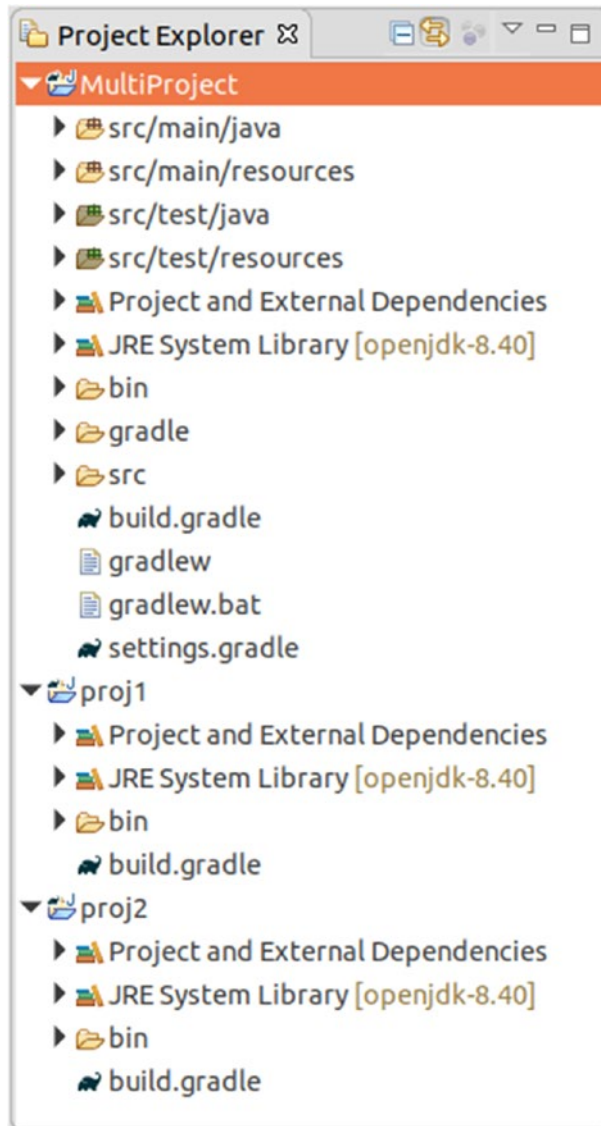 Project Explorer
MultiProject
src/main/java
src/main/resources
src/test/java
src/test/resources
Project and External Dependencies
JRE System Library [openjdk-8.40]
bin
gradle
src
build.gradle
gradlew
gradlew.bat
settings.gradle
proj1
Project and External Dependencies
JRE System Library [openjdk-8.40]
bin
build.gradle
proj2
Project and External Dependencies
JRE System Library [openjdk-8.40]
bin
build.gradle